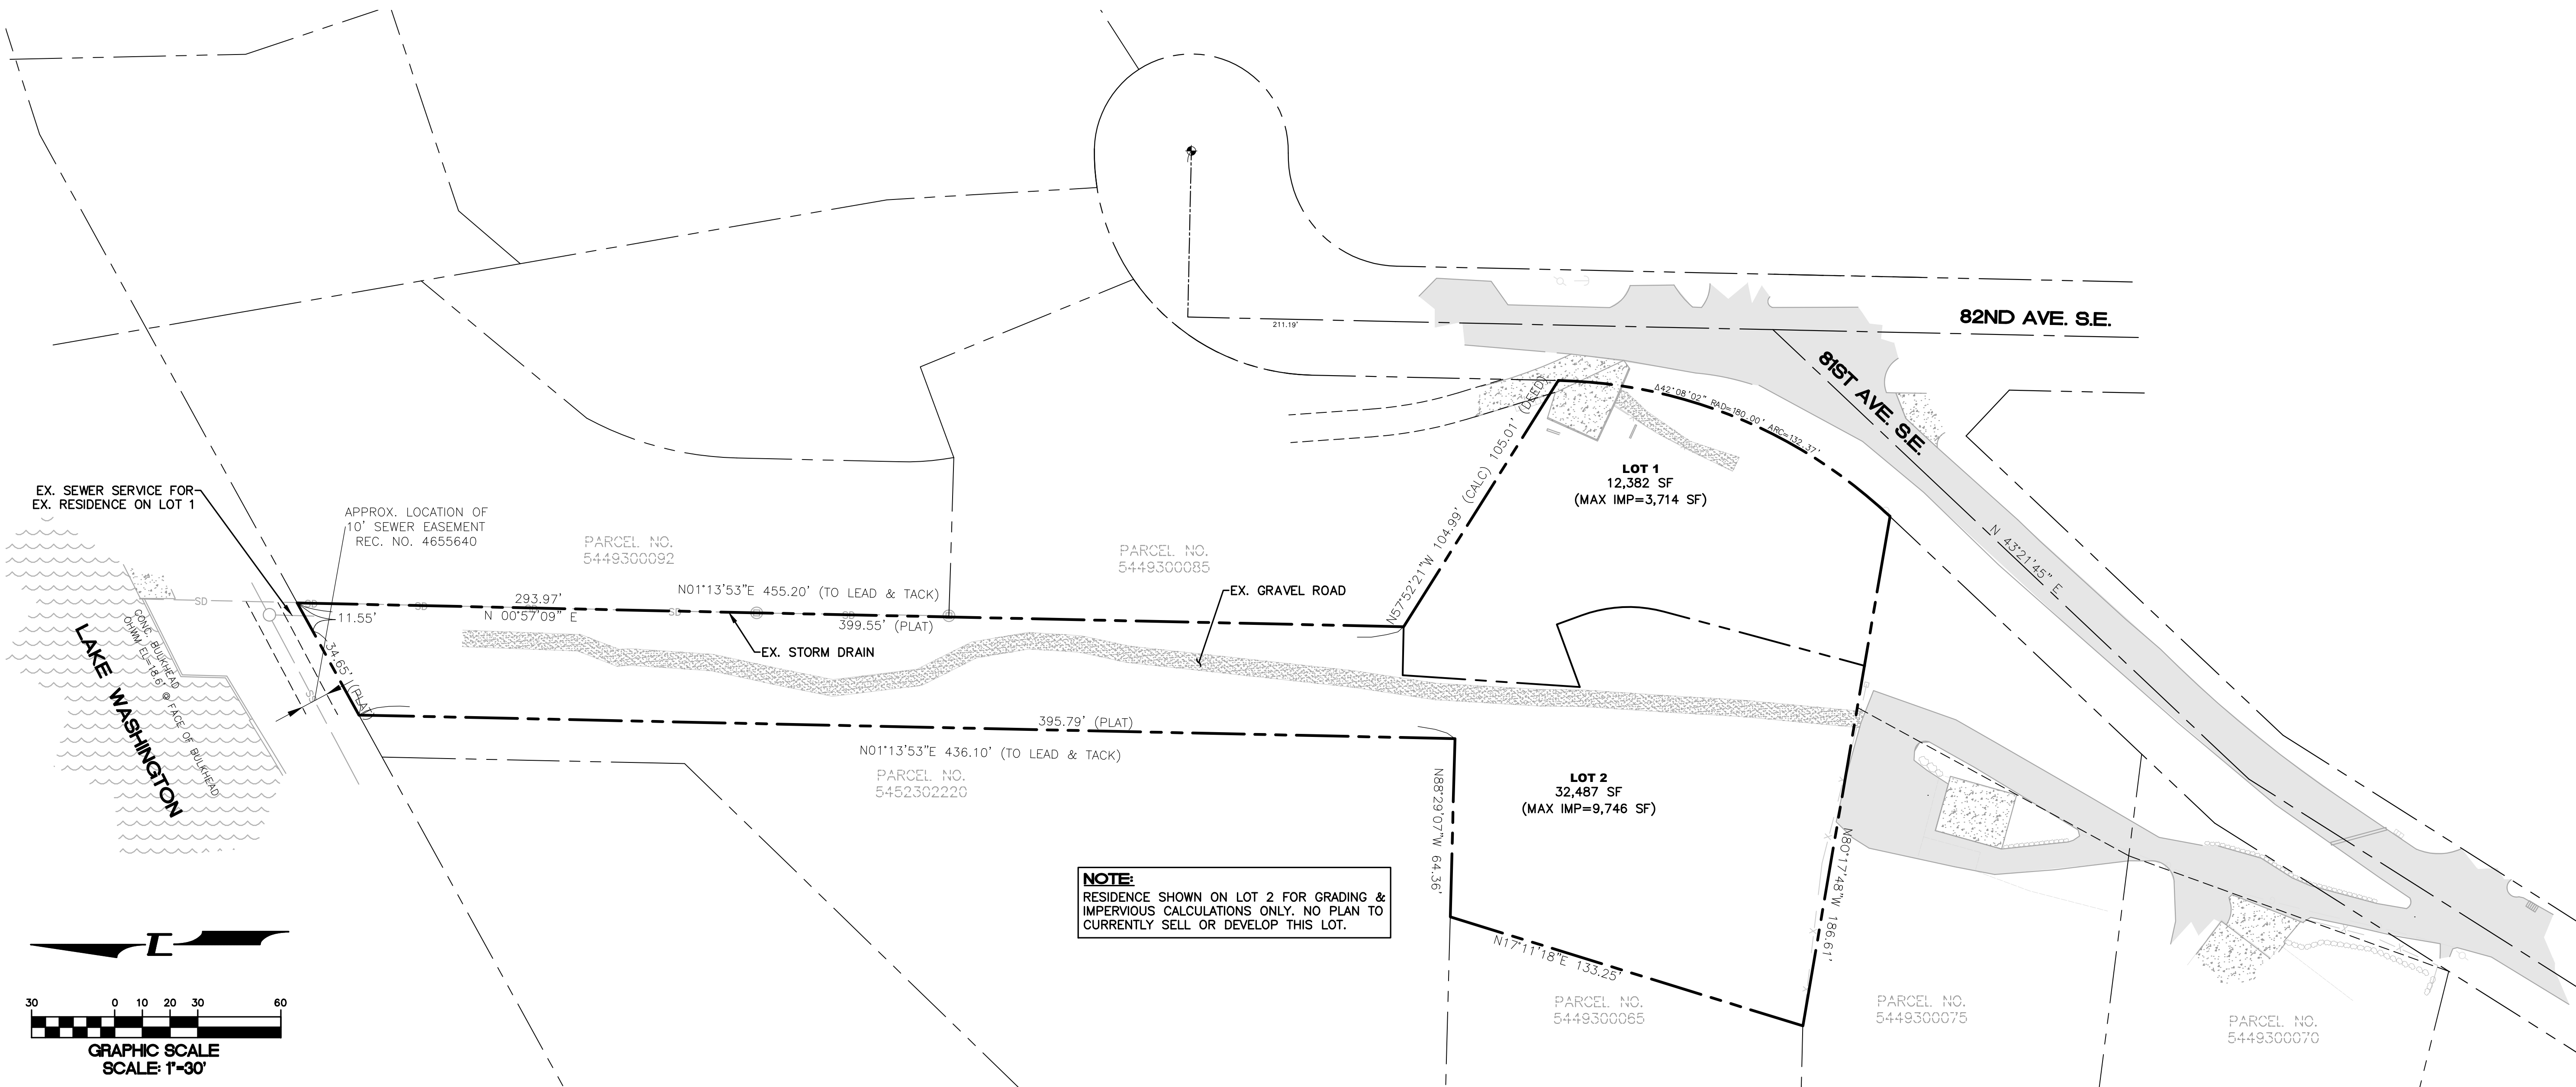 82ND AVE. S.E.
211.19'
81ST AVE. S.E.
Δ42°08'02" RAD=180.00' ARC=132.37'
N57°52'21"W 104.99' (CALC) 105.01' (DEED)
LOT 1
12,382 SF
(MAX IMP=3,714 SF)
N 43°21'45" E
EX. SEWER SERVICE FOR
EX. RESIDENCE ON LOT 1
APPROX. LOCATION OF
10' SEWER EASEMENT
REC. NO. 4655640
PARCEL NO.
5449300092
PARCEL NO.
5449300085
N01°13'53"E 455.20' (TO LEAD & TACK)
293.97'
N 00°57'09" E
399.55' (PLAT)
EX. GRAVEL ROAD
SD
SD
SD
SD
SD
SD
11.55'
34.65' (PLAT)
EX. STORM DRAIN
CONC. BULKHEAD
OHWM EL=18.6' @ FACE OF BULKHEAD
LAKE WASHINGTON
395.79' (PLAT)
N01°13'53"E 436.10' (TO LEAD & TACK)
PARCEL NO.
5452302220
N88°29'07"W 64.36'
LOT 2
32,487 SF
(MAX IMP=9,746 SF)
N80°17'48"W 186.61'
NOTE:
RESIDENCE SHOWN ON LOT 2 FOR GRADING &
IMPERVIOUS CALCULATIONS ONLY. NO PLAN TO
CURRENTLY SELL OR DEVELOP THIS LOT.
N17°11'18"E 133.25'
PARCEL NO.
5449300065
PARCEL NO.
5449300075
PARCEL NO.
5449300070
30 0 10 20 30 60
GRAPHIC SCALE
SCALE: 1"=30'